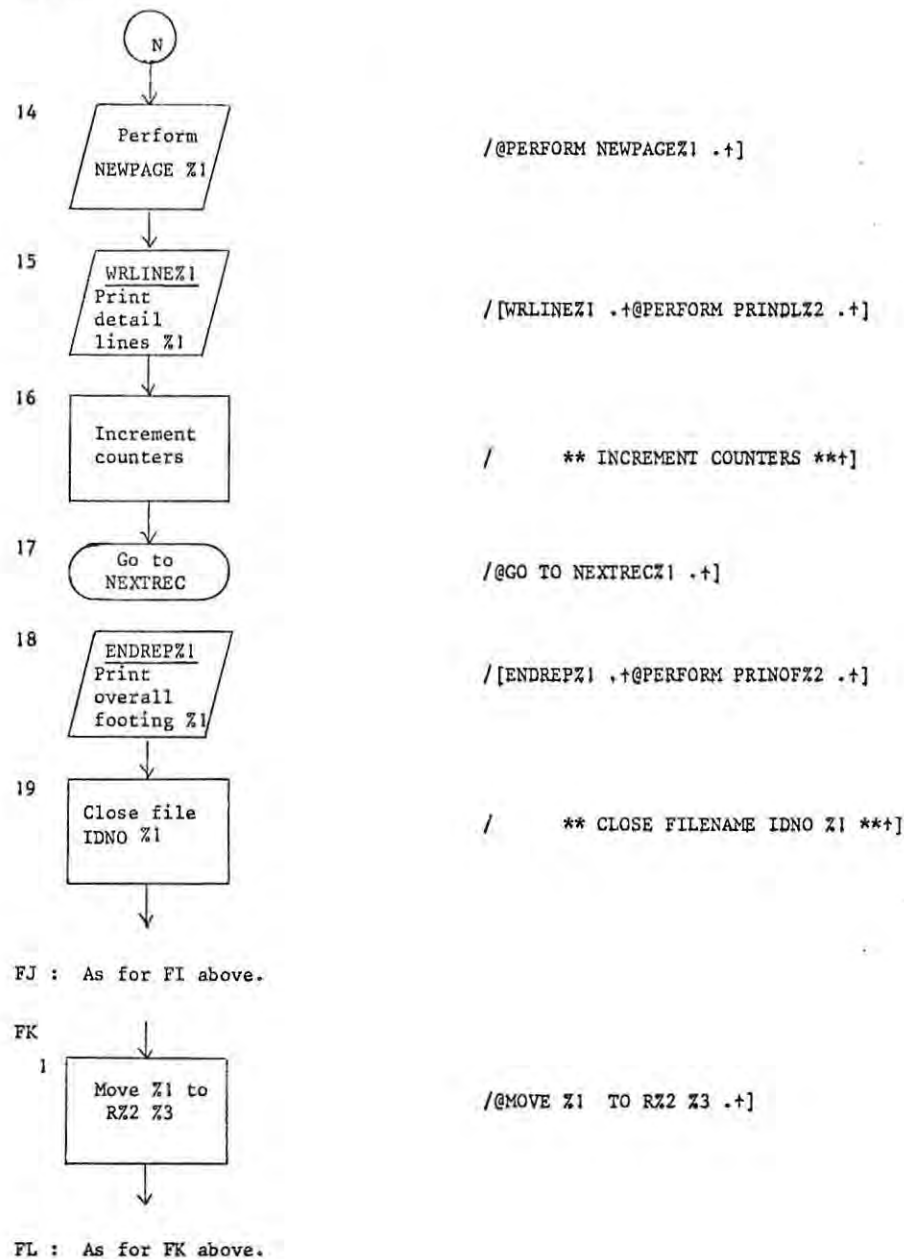 N
14
Perform
NEWPAGE %1
/@PERFORM NEWPAGE%1 .↑]
15
WRLINE%1
Print
detail
lines %1
/[WRLINE%1 .↑@PERFORM PRINDL%2 .↑]
16
Increment
counters
/ ** INCREMENT COUNTERS **↑]
17
Go to
NEXTREC
/@GO TO NEXTREC%1 .↑]
18
ENDREP%1
Print
overall
footing %1
/[ENDREP%1 .↑@PERFORM PRINOF%2 .↑]
19
Close file
IDNO %1
/ ** CLOSE FILENAME IDNO %1 **↑]
FJ : As for FI above.
FK
1
Move %1 to
R%2 %3
/@MOVE %1 TO R%2 %3 .↑]
FL : As for FK above.